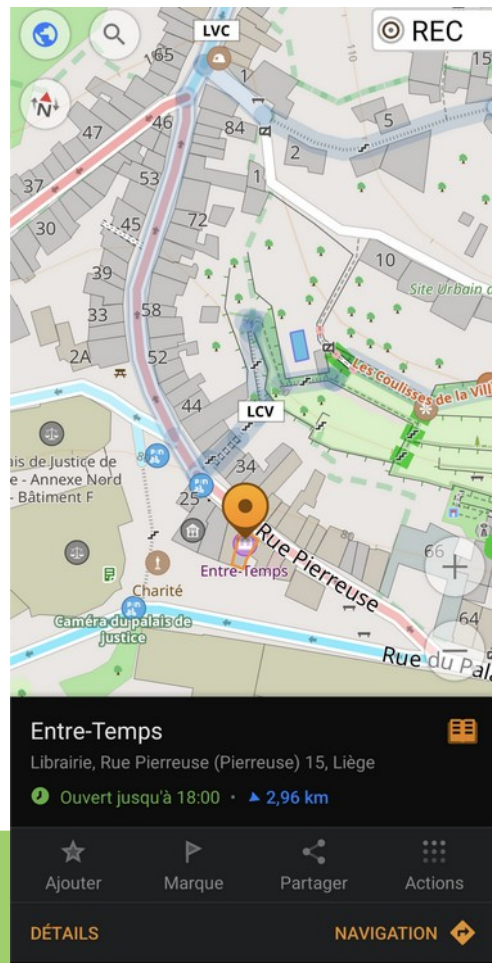 LVC
REC
N
165
1
15
84
5
2
47
46
37
53
1
30
45
72
10
39
Site Urbain d
33
58
52
2A
Les Coulisses de la Vill
44
LCV
80
ais de Justice de
e - Annexe Nord
- Bâtiment F
34
25
Rue Pierreuse
80
66
Entre-Temps
Charité
64
Caméra du palais de
justice
Rue du Pala
Entre-Temps
Librairie, Rue Pierreuse (Pierreuse) 15, Liège
Ouvert jusqu'à 18:00 • 2,96 km
Ajouter Marque Partager Actions
DÉTAILS NAVIGATION